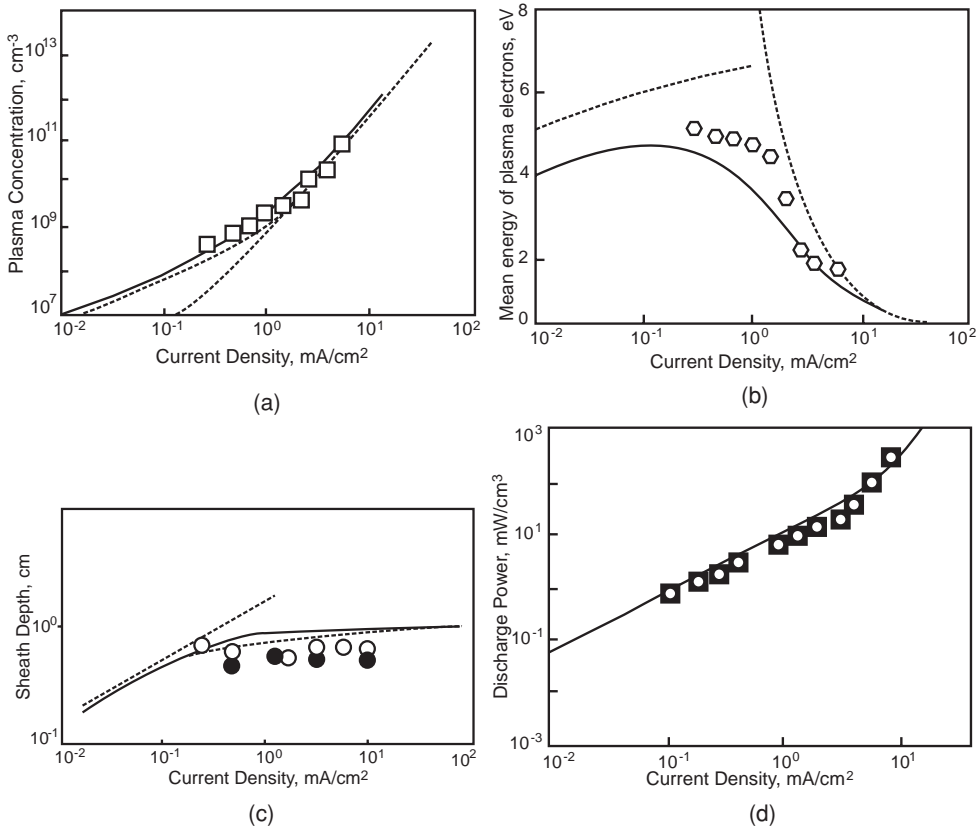 Plasma Concentration, cm-3
10^13
10^11
10^9
10^7
10^-2
10^-1
10^0
10^1
10^2
Current Density, mA/cm2
(a)
Mean energy of plasma electrons, eV
8
6
4
2
0
10^-2
10^-1
10^0
10^1
10^2
Current Density, mA/cm2
(b)
Sheath Depth, cm
10^0
10^-1
10^-2
10^-1
10^0
10^1
10^2
Current Density, mA/cm2
(c)
Discharge Power, mW/cm3
10^3
10^1
10^-1
10^-3
10^-2
10^-1
10^0
10^1
Current Density, mA/cm2
(d)